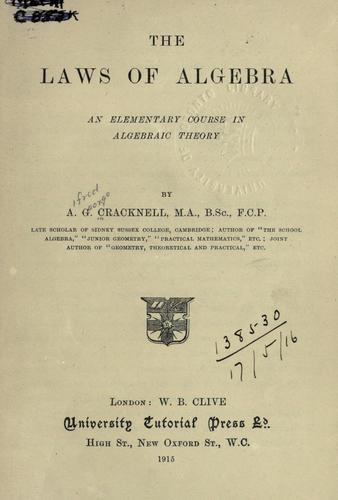 THE
LAWS OF ALGEBRA
AN ELEMENTARY COURSE IN
ALGEBRAIC THEORY
BY
lfred eorge
A. G. CRACKNELL, M.A., B.Sc., F.C.P.
LATE SCHOLAR OF SIDNEY SUSSEX COLLEGE, CAMBRIDGE; AUTHOR OF "THE SCHOOL
ALGEBRA," "JUNIOR GEOMETRY," "PRACTICAL MATHEMATICS," ETC.; JOINT
AUTHOR OF "GEOMETRY, THEORETICAL AND PRACTICAL," ETC.
138530
17/5/16
LONDON: W. B. CLIVE
University Tutorial Press Ld.
HIGH ST., NEW OXFORD ST., W.C.
1915